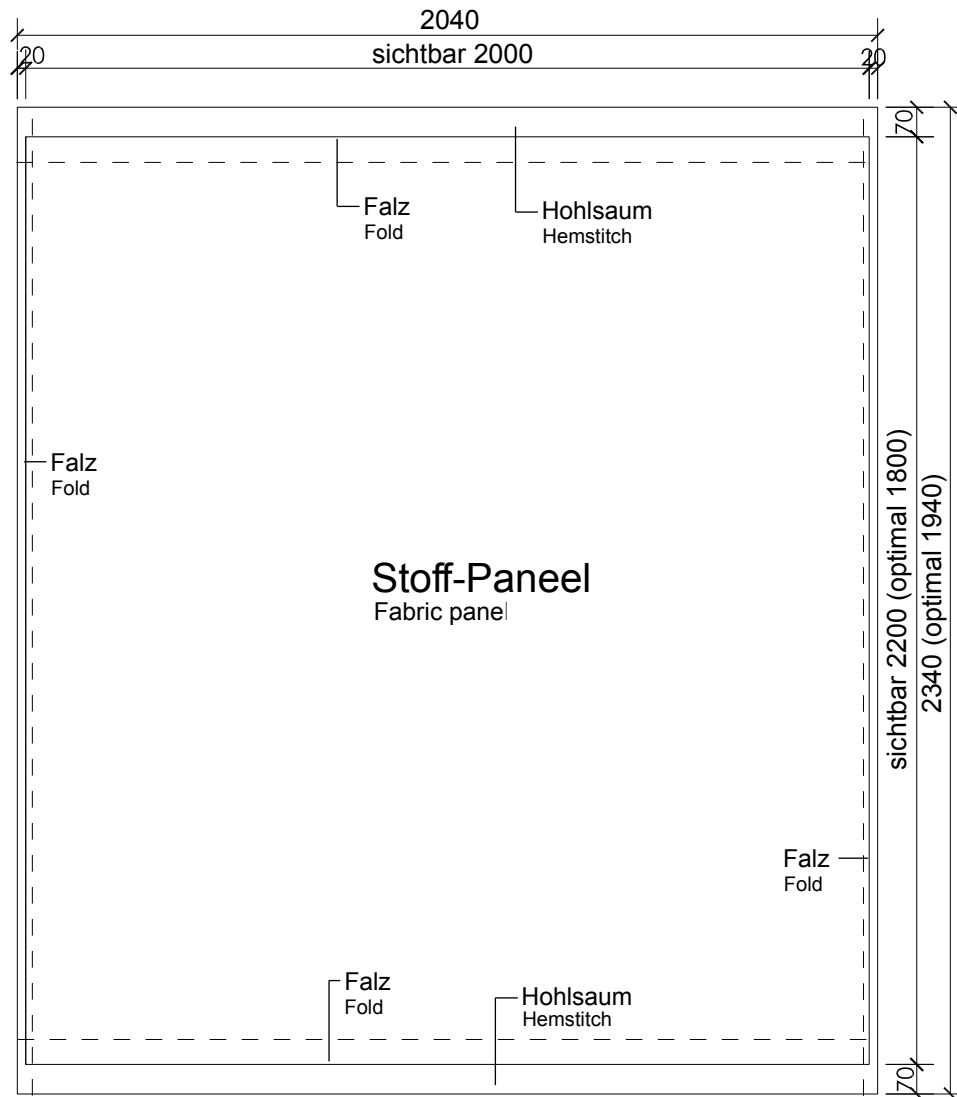 2040
20
sichtbar 2000
20
70
Falz
Fold
Hohlsaum
Hemstitch
Falz
Fold
sichtbar 2200 (optimal 1800)
2340 (optimal 1940)
Stoff-Paneel
Fabric panel
Falz
Fold
Falz
Fold
Hohlsaum
Hemstitch
70